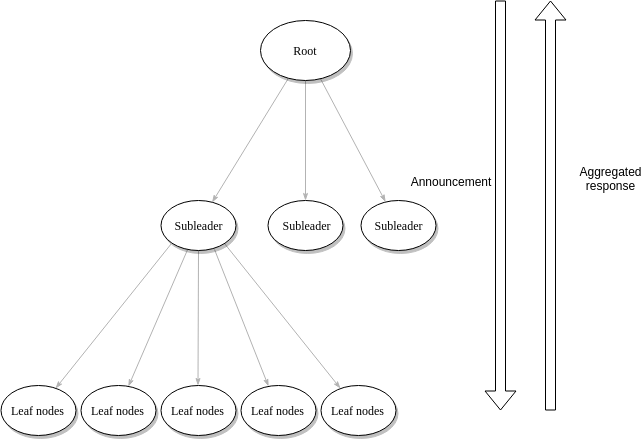 Root
Announcement
Aggregated
response
Subleader
Subleader
Subleader
Leaf nodes
Leaf nodes
Leaf nodes
Leaf nodes
Leaf nodes